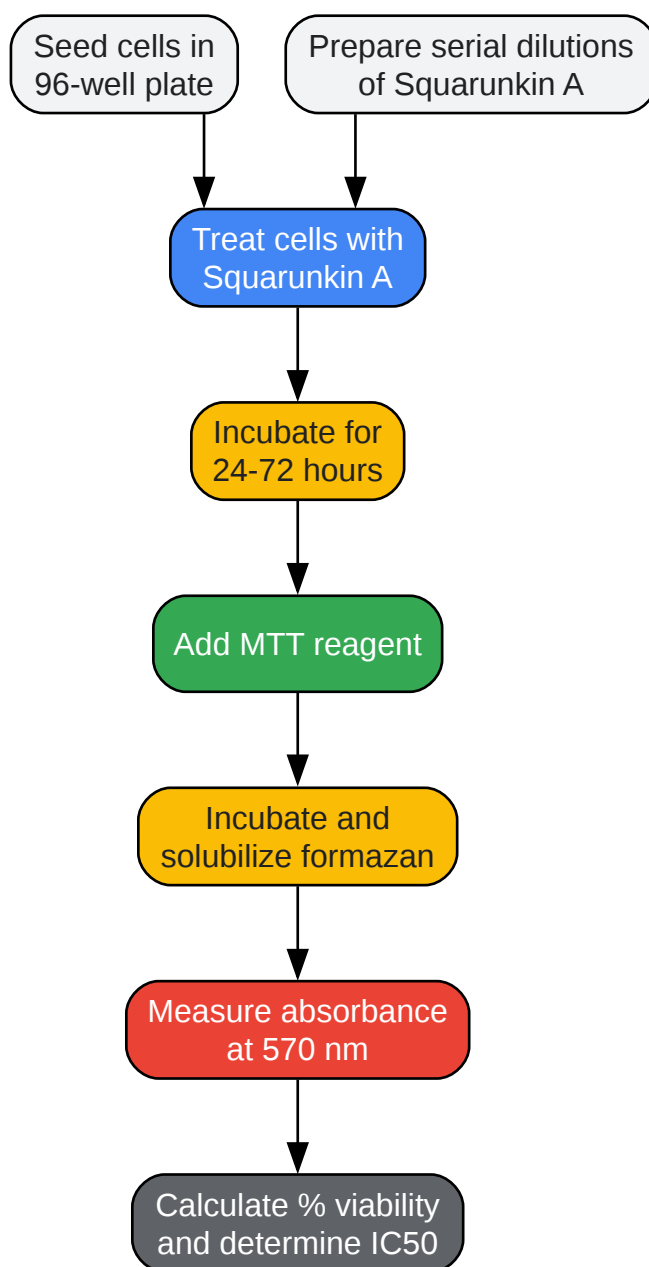 Seed cells in
96-well plate
Prepare serial dilutions
of Squarunkin A
Treat cells with
Squarunkin A
Incubate for
24-72 hours
Add MTT reagent
Incubate and
solubilize formazan
Measure absorbance
at 570 nm
Calculate % viability
and determine IC50